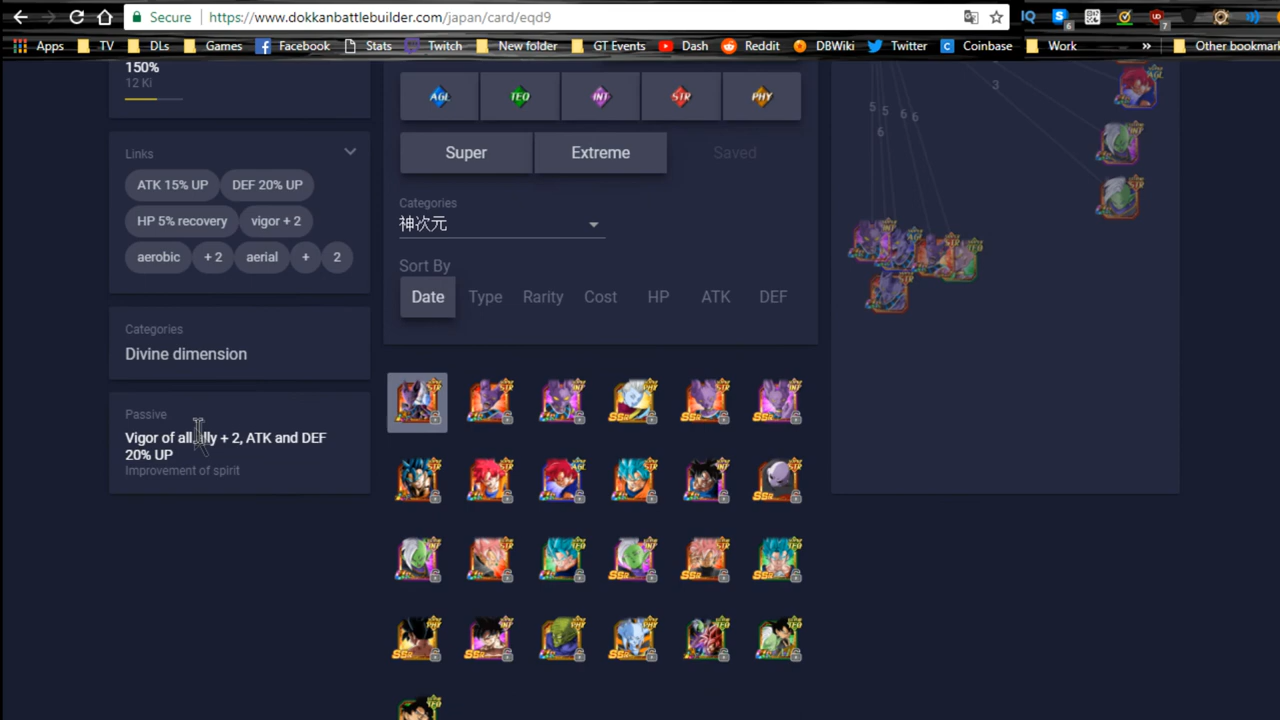 Secure https://www.dokkanbattlebuilder.com/japan/card/eqd9
Apps TV DLs Games Facebook Stats Twitch New folder GT Events Dash Reddit DBWiki Twitter Coinbase Work » Other bookmar
150%
12 Ki
Links
ATK 15% UP DEF 20% UP
HP 5% recovery vigor + 2
aerobic + 2 aerial + 2
Categories
Divine dimension
Passive
Vigor of all ally + 2, ATK and DEF
20% UP
Improvement of spirit
AGL TEQ INT STR PHY
Super Extreme Saved
Categories
神次元
Sort By
Date Type Rarity Cost HP ATK DEF
3
5 5 6 6
6